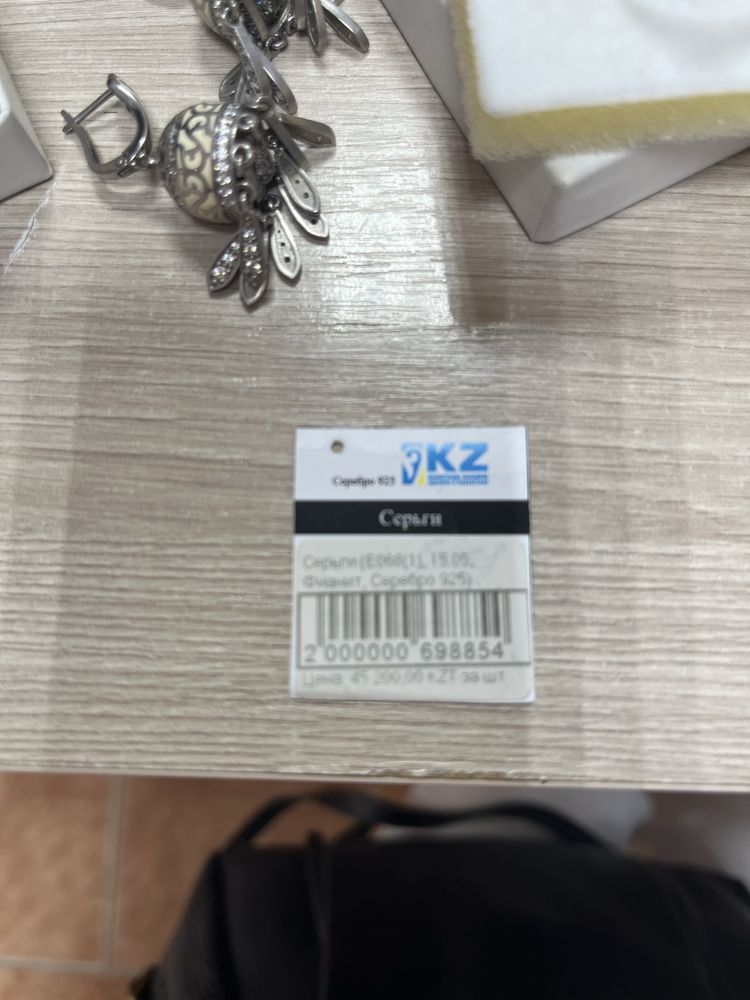 KZ
Серебро 925
Серьги
Серьги (E068(1), 15.05,
Фианит, Серебро 925)
2 000000 698854
Цена: 45 200,00 KZT за шт